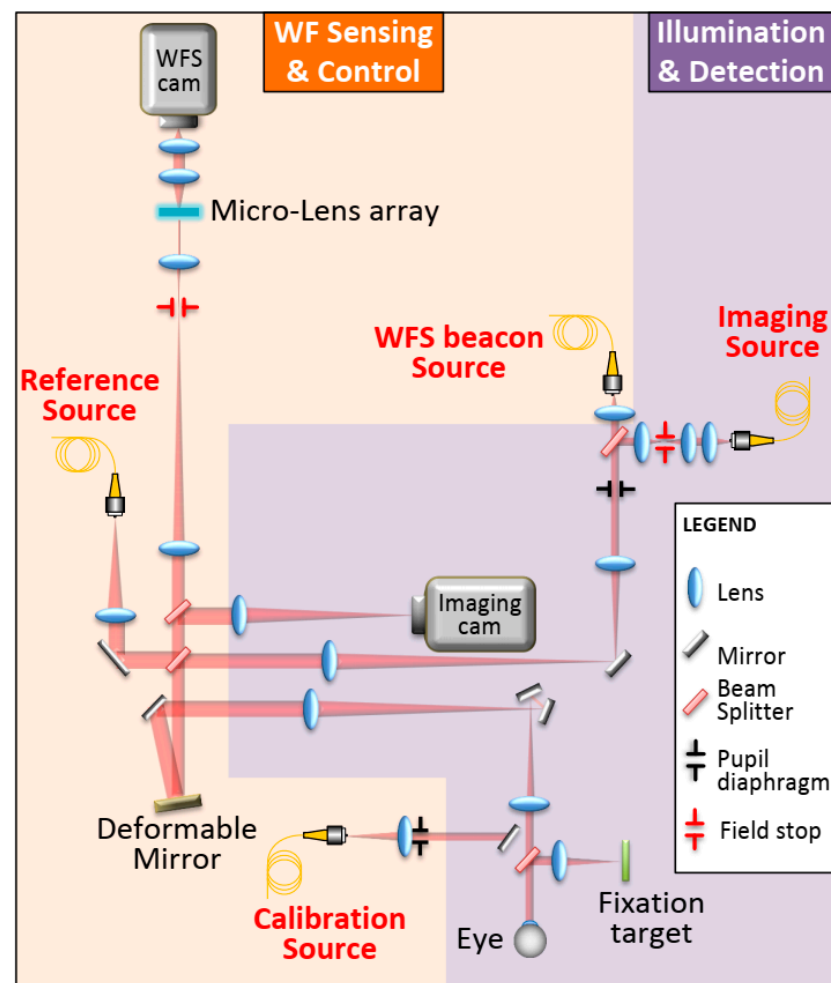 WF Sensing
& Control
Illumination
& Detection
WFS
cam
Micro-Lens array
WFS beacon
Source
Imaging
Source
Reference
Source
Imaging
cam
LEGEND
Lens
Mirror
Beam
Splitter
Pupil
diaphragm
Field stop
Deformable
Mirror
Calibration
Source
Eye
Fixation
target